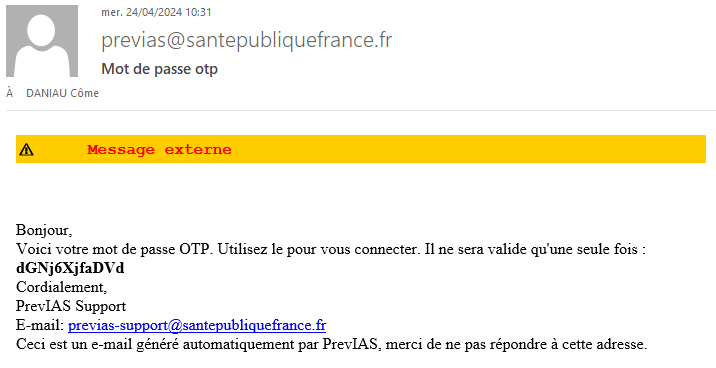 mer. 24/04/2024 10:31
previas@santepubliquefrance.fr
Mot de passe otp
À DANIAU Côme
Message externe
Bonjour,
Voici votre mot de passe OTP. Utilisez le pour vous connecter. Il ne sera valide qu'une seule fois :
dGNj6XjfaDVd
Cordialement,
PrevIAS Support
E-mail: previas-support@santepubliquefrance.fr
Ceci est un e-mail généré automatiquement par PrevIAS, merci de ne pas répondre à cette adresse.